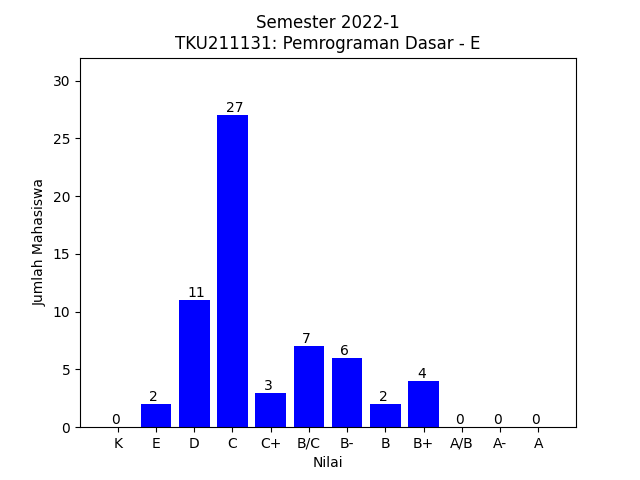 Semester 2022-1
TKU211131: Pemrograman Dasar - E
30
25
20
15
10
5
0
Jumlah Mahasiswa
0 2 11 27 3 7 6 2 4 0 0 0
K E D C C+ B/C B- B B+ A/B A- A
Nilai